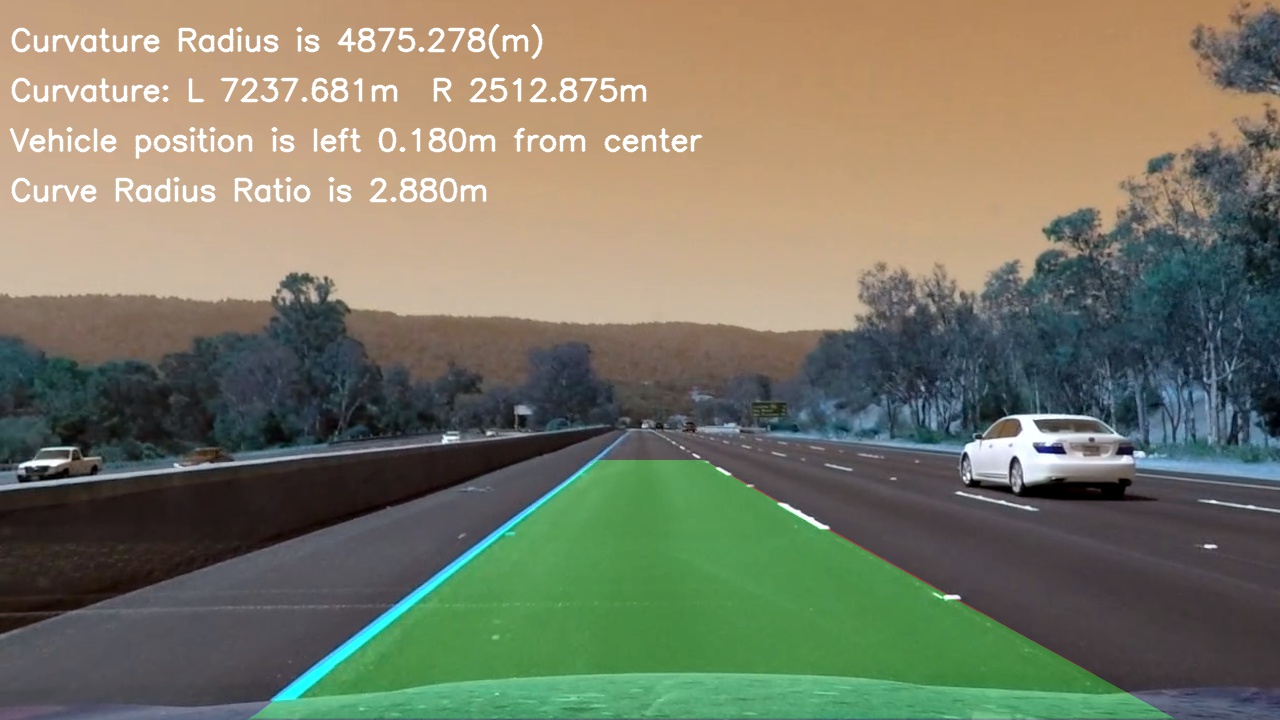 Curvature Radius is 4875.278(m)
Curvature: L 7237.681m R 2512.875m
Vehicle position is left 0.180m from center
Curve Radius Ratio is 2.880m